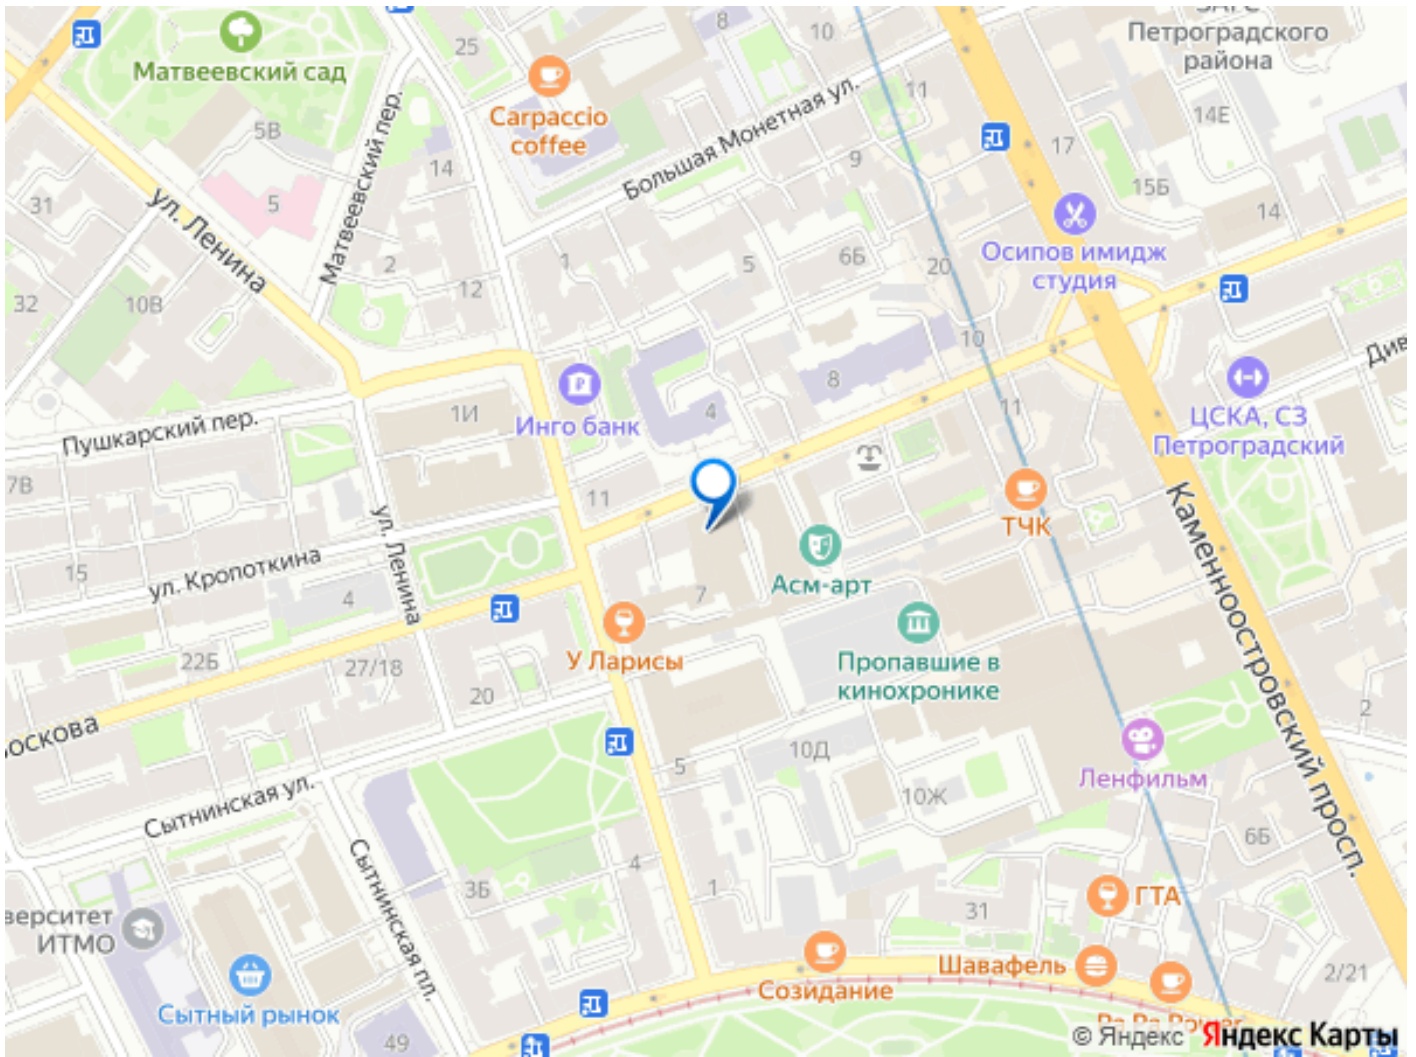 ЗАГС
Петроградского
района
8
10
25
Матвеевский сад
Carpaccio
coffee
11
14Е
5В
Матвеевский пер.
Большая Монетная ул.
17
14
9
15Б
31
5
ул. Ленина
14
Осипов имидж
студия
2
1
5
6Б
20
12
32
10В
10
Див
8
ЦСКА, СЗ
Петроградский
1И
Инго банк
4
11
Пушкарский пер.
7В
11
ТЧК
Каменноостровский просп.
ул. Ленина
ул. Кропоткина
15
4
Асм-арт
7
22Б
27/18
У Ларисы
Пропавшие в
кинохронике
20
2
оскова
5
10Д
Ленфильм
10Ж
Сытнинская ул.
6Б
4
3Б
1
Сытнинская пл.
31
ГТА
верситет
ИТМО
Шавафель
2/21
Созидание
Сытный рынок
49
© Яндекс Яндекс Карты